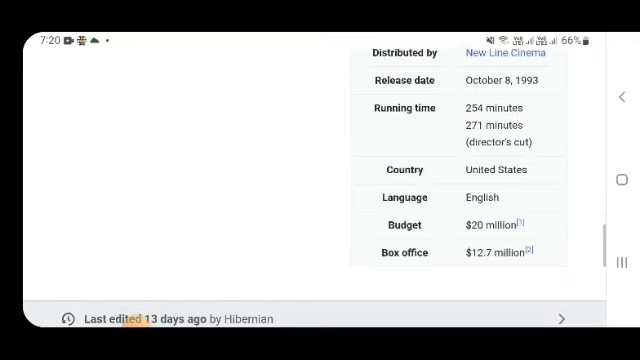 7:20 66%
Distributed by New Line Cinema
Release date October 8, 1993
Running time 254 minutes
271 minutes
(director's cut)
Country United States
Language English
Budget $20 million[1]
Box office $12.7 million[2]
Last edited 13 days ago by Hibernian